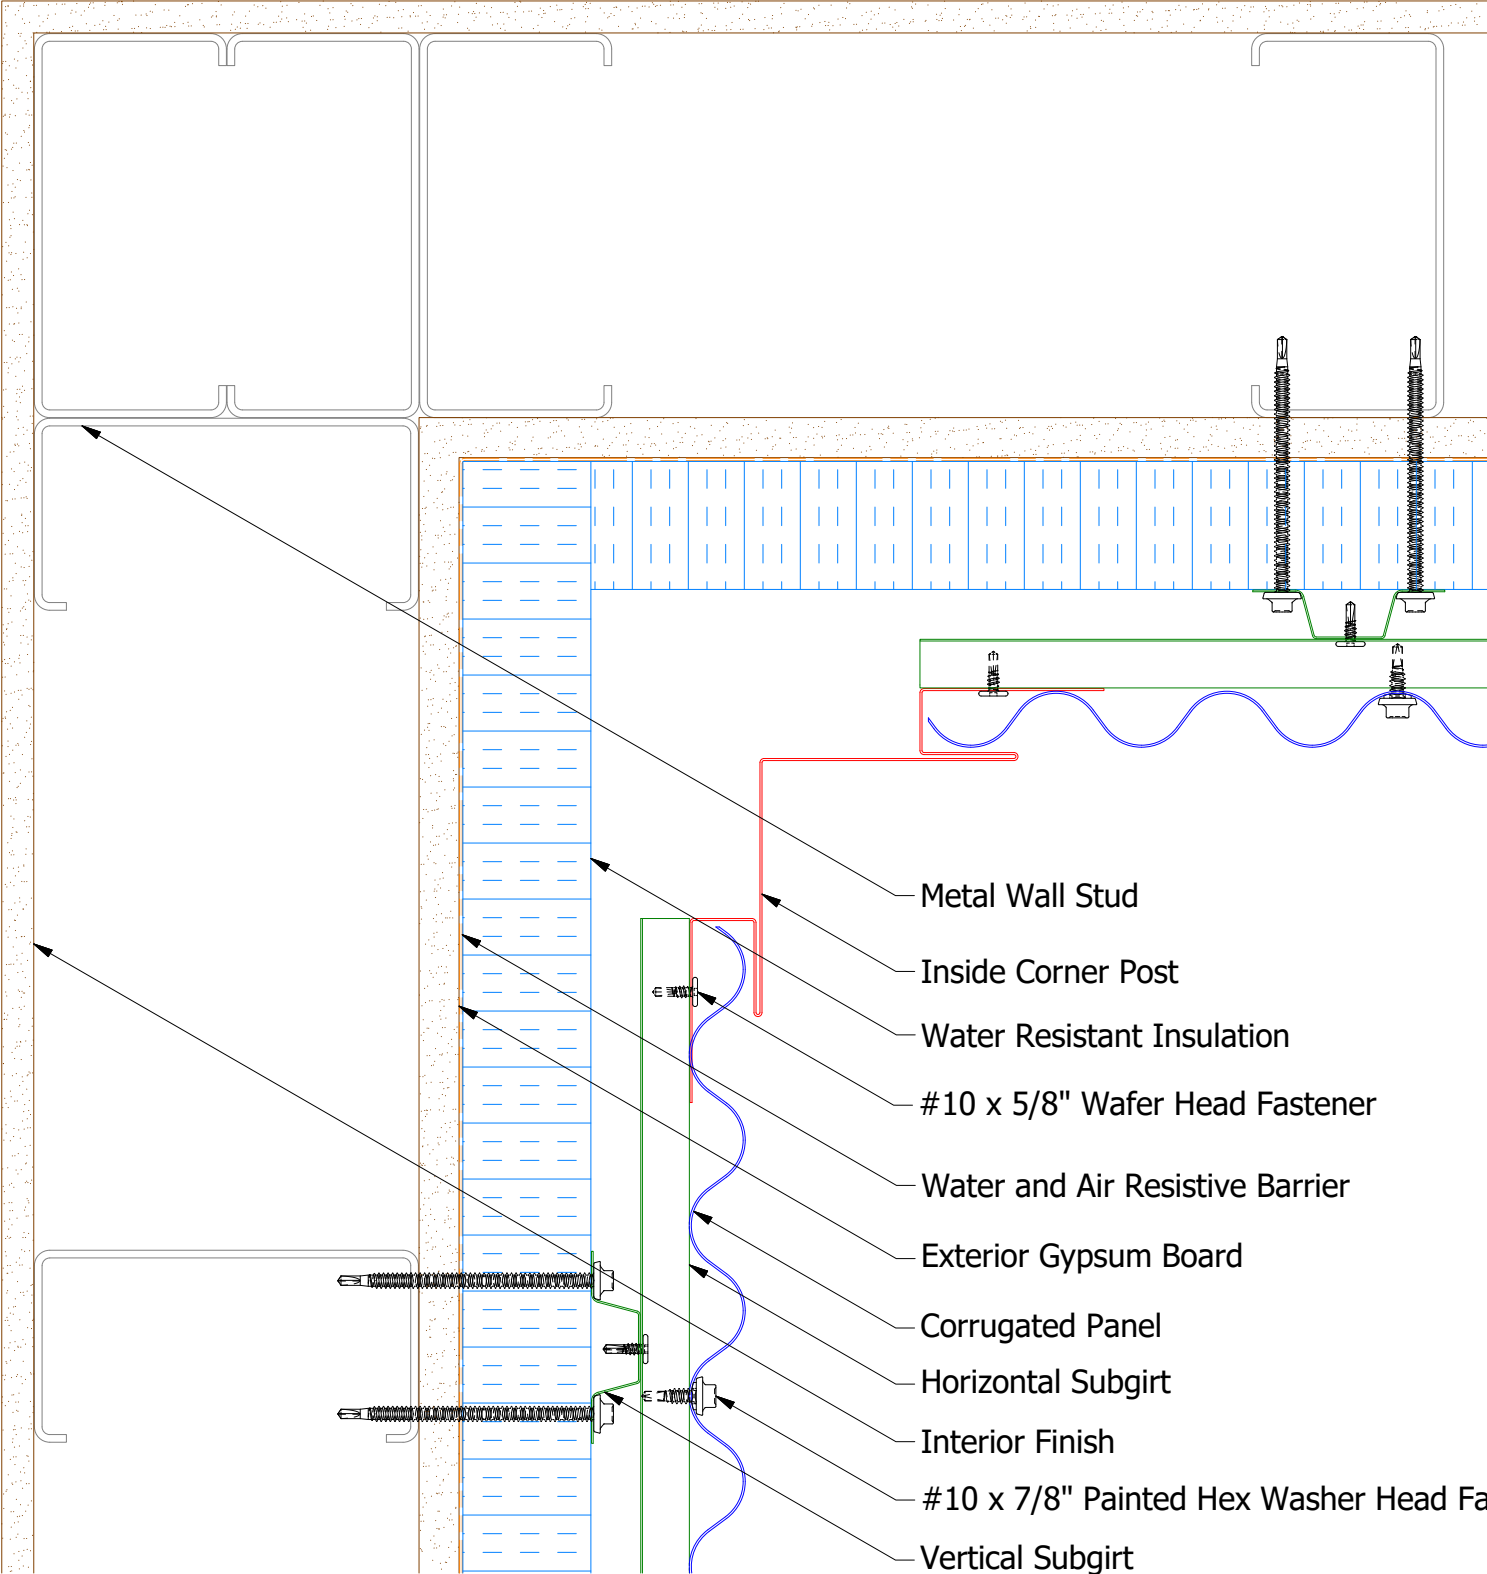 Metal Wall Stud
Inside Corner Post
Water Resistant Insulation
#10 x 5/8" Wafer Head Fastener
Water and Air Resistive Barrier
Exterior Gypsum Board
Corrugated Panel
Horizontal Subgirt
Interior Finish
#10 x 7/8" Painted Hex Washer Head Fa
Vertical Subgirt